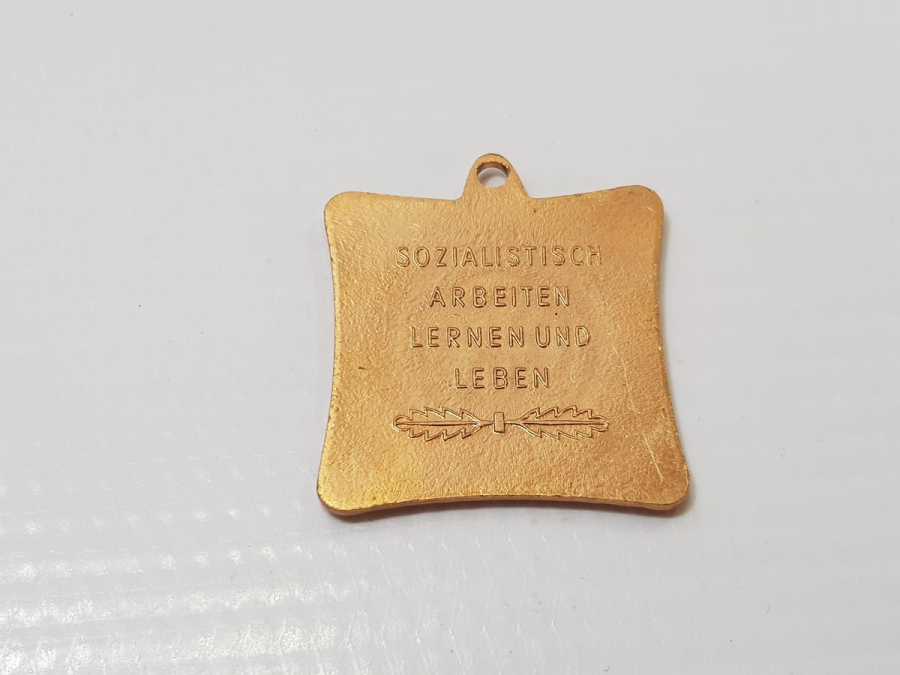 SOZIALISTISCH
ARBEITEN
LERNEN UND
LEBEN